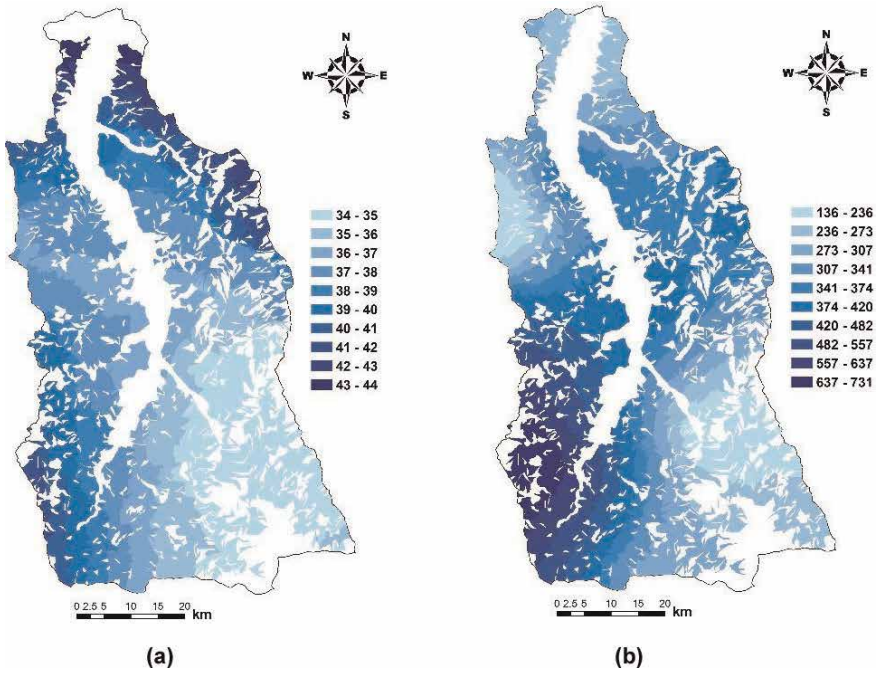 N
W E
S
34 - 35
35 - 36
36 - 37
37 - 38
38 - 39
39 - 40
40 - 41
41 - 42
42 - 43
43 - 44
0 2.5 5 10 15 20
km
(a)
N
W E
S
136 - 236
236 - 273
273 - 307
307 - 341
341 - 374
374 - 420
420 - 482
482 - 557
557 - 637
637 - 731
0 2.5 5 10 15 20
km
(b)